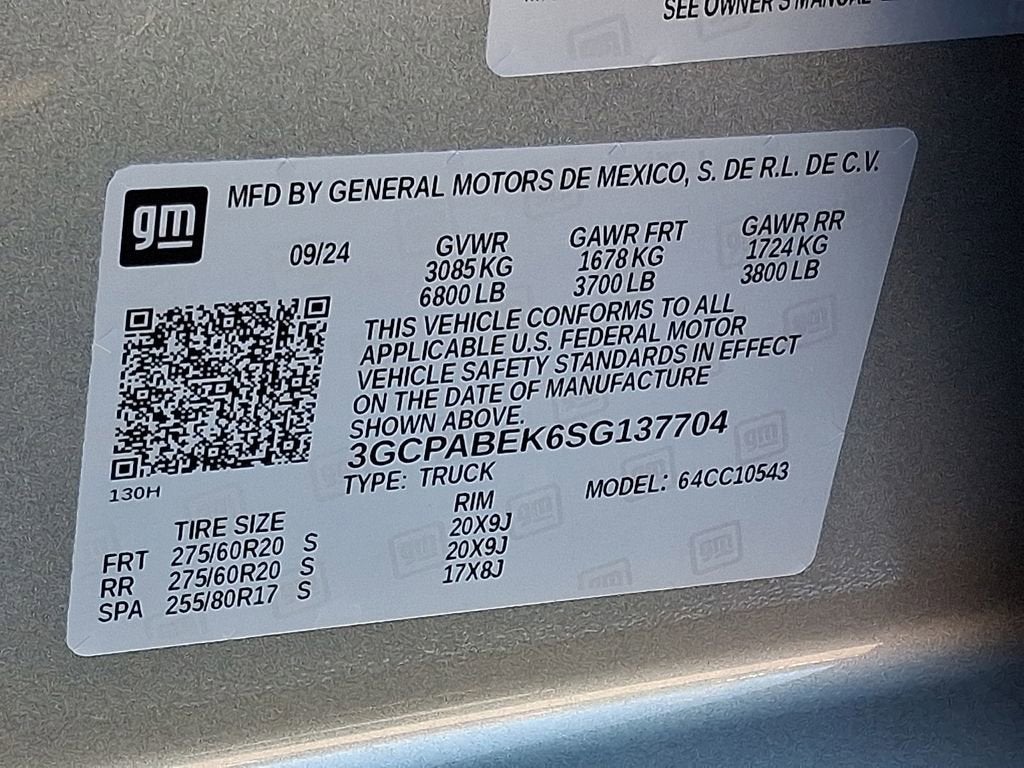 SEE OWNER'S MANUAL
gm
MFD BY GENERAL MOTORS DE MEXICO, S. DE R.L. DE C.V.
09/24
GVWR
3085 KG
6800 LB
GAWR FRT
1678 KG
3700 LB
GAWR RR
1724 KG
3800 LB
THIS VEHICLE CONFORMS TO ALL
APPLICABLE U.S. FEDERAL MOTOR
VEHICLE SAFETY STANDARDS IN EFFECT
ON THE DATE OF MANUFACTURE
SHOWN ABOVE.
3GCPABEK6SG137704
TYPE: TRUCK
MODEL: 64CC10543
130H
TIRE SIZE RIM
FRT 275/60R20 S 20X9J
RR 275/60R20 S 20X9J
SPA 255/80R17 S 17X8J